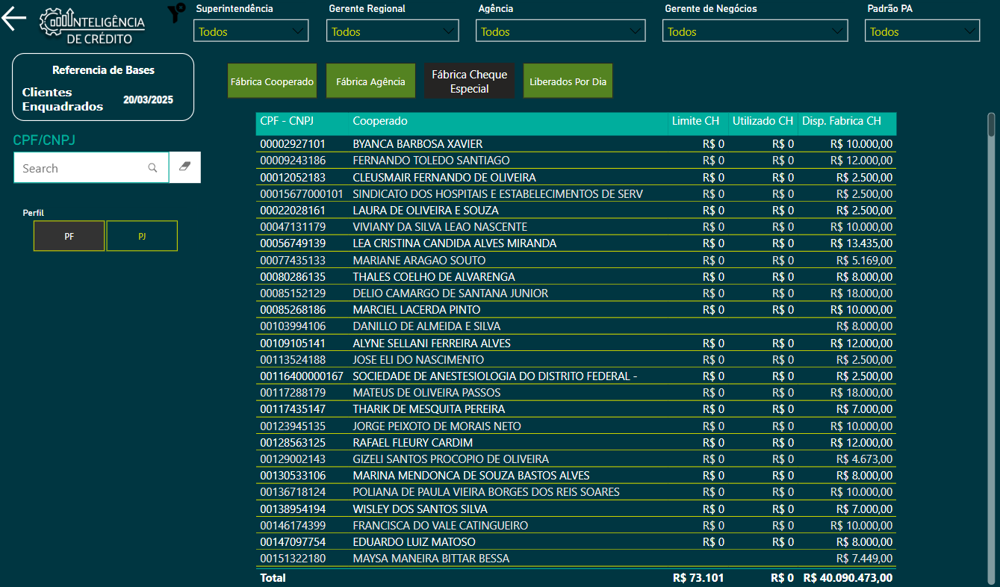 Superintendência Gerente Regional Agência Gerente de Negócios Padrão PA
INTELIGÊNCIA
DE CRÉDITO
Todos Todos Todos Todos Todos
Referencia de Bases
Clientes
Enquadrados 20/03/2025
Fábrica Cooperado Fábrica Agência Fábrica Cheque
Especial Liberados Por Dia
CPF/CNPJ
Search
Perfil
PF PJ
CPF - CNPJ Cooperado Limite CH Utilizado CH Disp. Fabrica CH
00002927101 BYANCA BARBOSA XAVIER R$ 0 R$ 0 R$ 10.000,00
00009243186 FERNANDO TOLEDO SANTIAGO R$ 0 R$ 0 R$ 12.000,00
00012052183 CLEUSMAIR FERNANDO DE OLIVEIRA R$ 0 R$ 0 R$ 2.500,00
00015677000101 SINDICATO DOS HOSPITAIS E ESTABELECIMENTOS DE SERV R$ 0 R$ 0 R$ 2.500,00
00022028161 LAURA DE OLIVEIRA E SOUZA R$ 0 R$ 0 R$ 2.500,00
00047131179 VIVIANY DA SILVA LEAO NASCENTE R$ 0 R$ 0 R$ 10.000,00
00056749139 LEA CRISTINA CANDIDA ALVES MIRANDA R$ 0 R$ 0 R$ 13.435,00
00077435133 MARIANE ARAGAO SOUTO R$ 0 R$ 0 R$ 5.169,00
00080286135 THALES COELHO DE ALVARENGA R$ 0 R$ 0 R$ 8.000,00
00085152129 DELIO CAMARGO DE SANTANA JUNIOR R$ 0 R$ 0 R$ 18.000,00
00085268186 MARCIEL LACERDA PINTO R$ 0 R$ 0 R$ 10.000,00
00103994106 DANILLO DE ALMEIDA E SILVA R$ 8.000,00
00109105141 ALYNE SELLANI FERREIRA ALVES R$ 0 R$ 0 R$ 12.000,00
00113524188 JOSE ELI DO NASCIMENTO R$ 0 R$ 0 R$ 2.500,00
00116400000167 SOCIEDADE DE ANESTESIOLOGIA DO DISTRITO FEDERAL - R$ 0 R$ 0 R$ 2.500,00
00117288179 MATEUS DE OLIVEIRA PASSOS R$ 0 R$ 0 R$ 18.000,00
00117435147 THARIK DE MESQUITA PEREIRA R$ 0 R$ 0 R$ 7.000,00
00123945135 JORGE PEIXOTO DE MORAIS NETO R$ 0 R$ 0 R$ 10.000,00
00128563125 RAFAEL FLEURY CARDIM R$ 0 R$ 0 R$ 12.000,00
00129002143 GIZELI SANTOS PROCOPIO DE OLIVEIRA R$ 0 R$ 0 R$ 4.673,00
00130533106 MARINA MENDONCA DE SOUZA BASTOS ALVES R$ 0 R$ 0 R$ 8.000,00
00136718124 POLIANA DE PAULA VIEIRA BORGES DOS REIS SOARES R$ 0 R$ 0 R$ 10.000,00
00138954194 WISLEY DOS SANTOS SILVA R$ 0 R$ 0 R$ 7.000,00
00146174399 FRANCISCA DO VALE CATINGUEIRO R$ 0 R$ 0 R$ 10.000,00
00147097754 EDUARDO LUIZ MATOSO R$ 0 R$ 0 R$ 8.000,00
00151322180 MAYSA MANEIRA BITTAR BESSA R$ 7.449,00
Total R$ 73.101 R$ 0 R$ 40.090.473,00